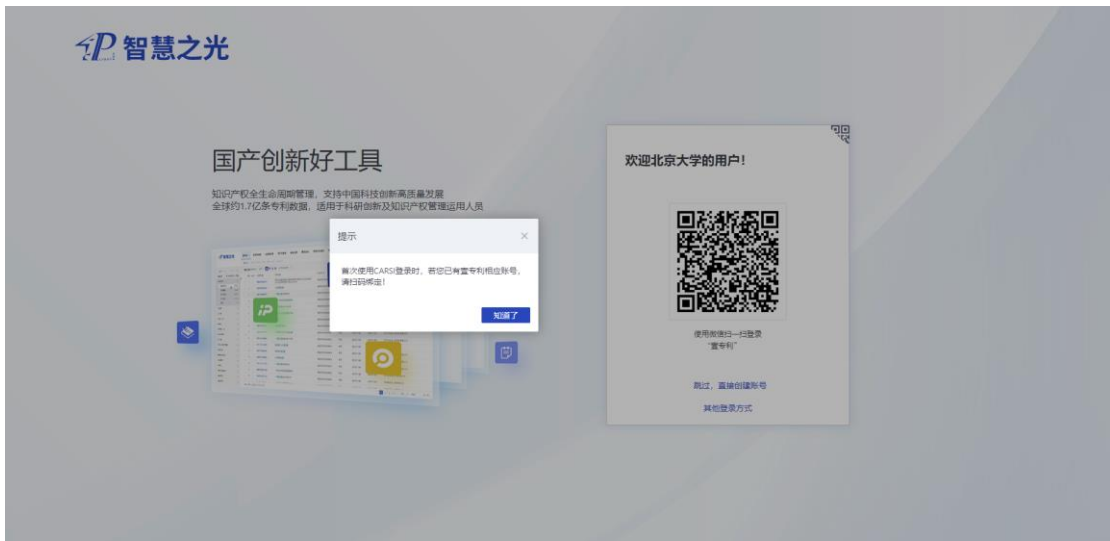 智慧之光
国产创新好工具
知识产权全生命周期管理，支持中国科技创新高质量发展
全球约1.7亿条专利数据，适用于科研创新及知识产权管理运用人员
提示
首次使用CARSI登录时，若您已有壹专利相应账号，
请扫码绑定！
知道了
欢迎北京大学的用户！
使用微信扫一扫登录
“壹专利”
跳过，直接创建账号
其他登录方式